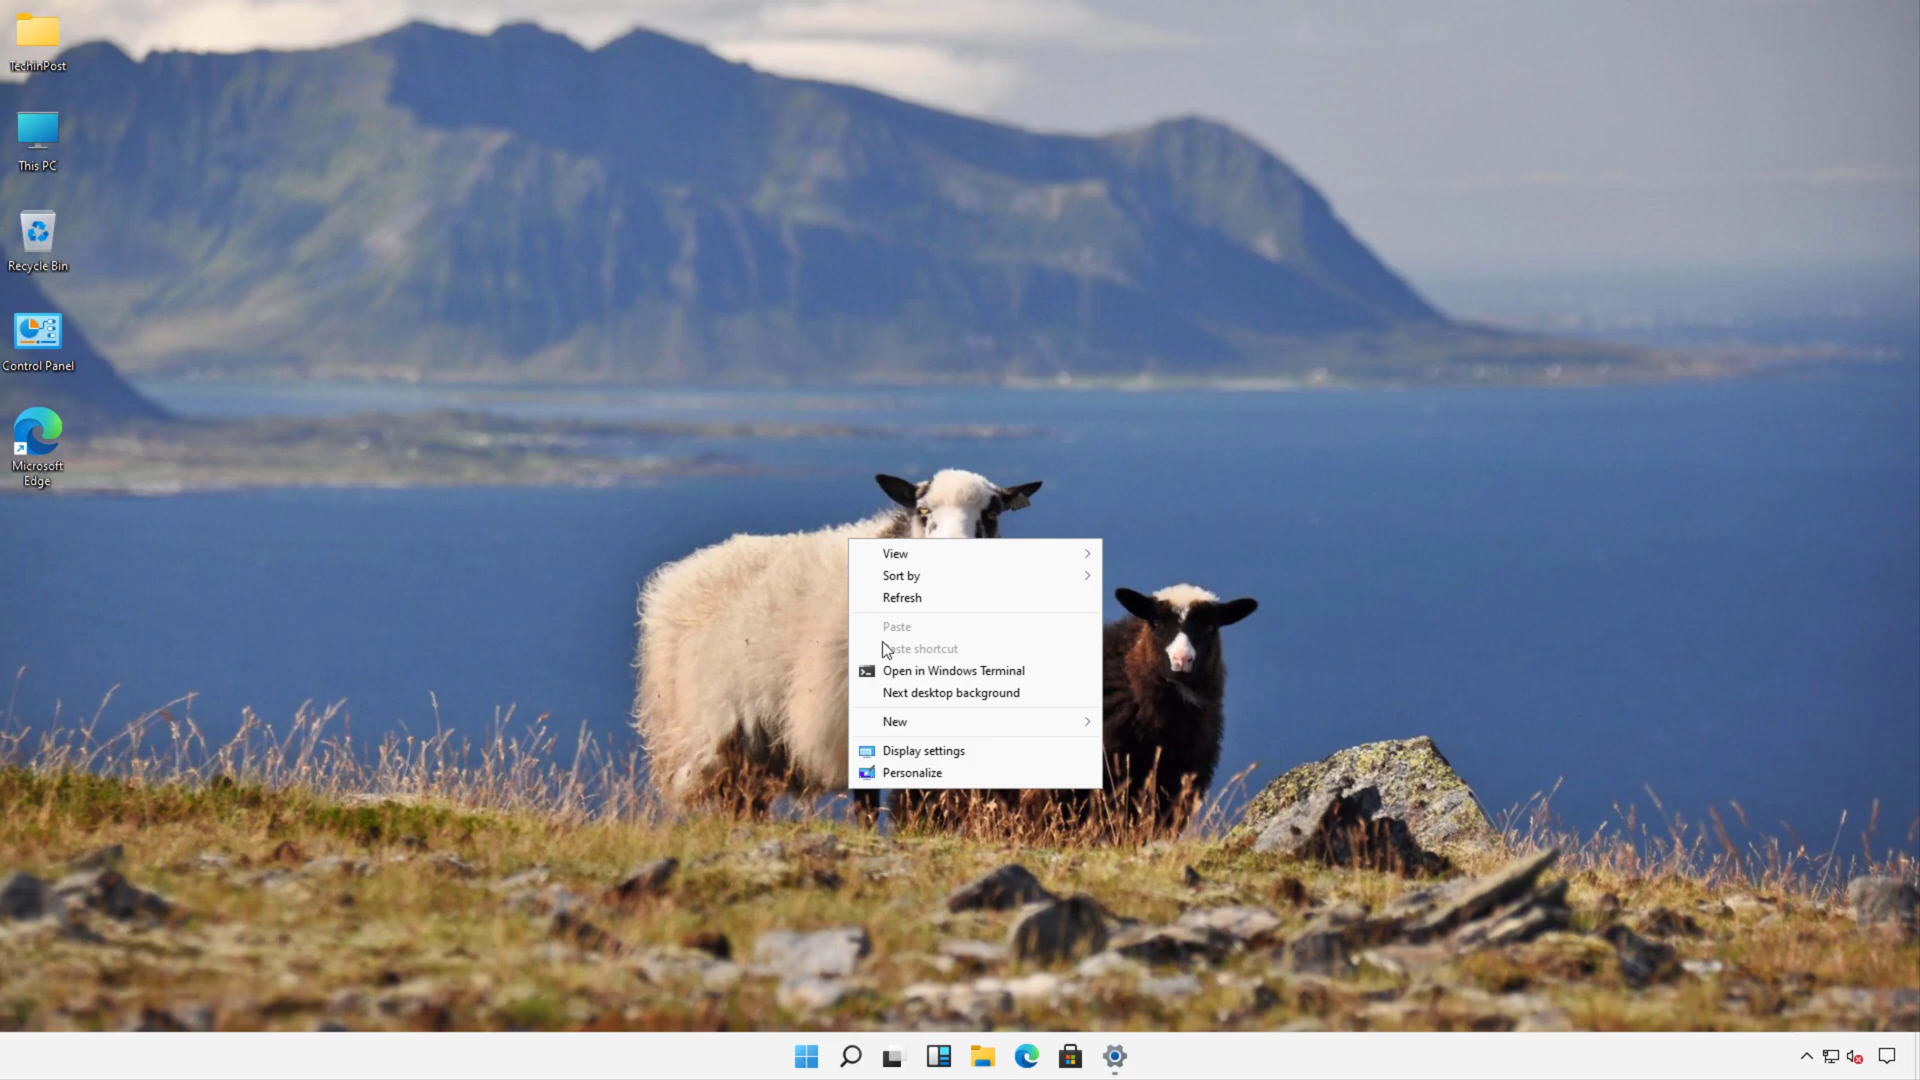 TechinPost
This PC
Recycle Bin
Control Panel
Microsoft
Edge
View
Sort by
Refresh
Paste
aste shortcut
Open in Windows Terminal
Next desktop background
New
Display settings
Personalize